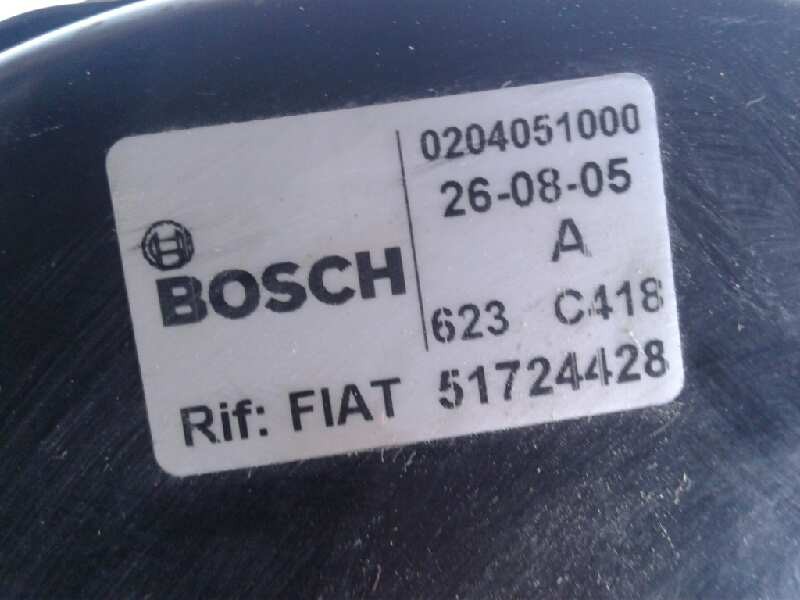 0204051000
26-08-05
A
BOSCH
623 C418
Rif: FIAT 51724428